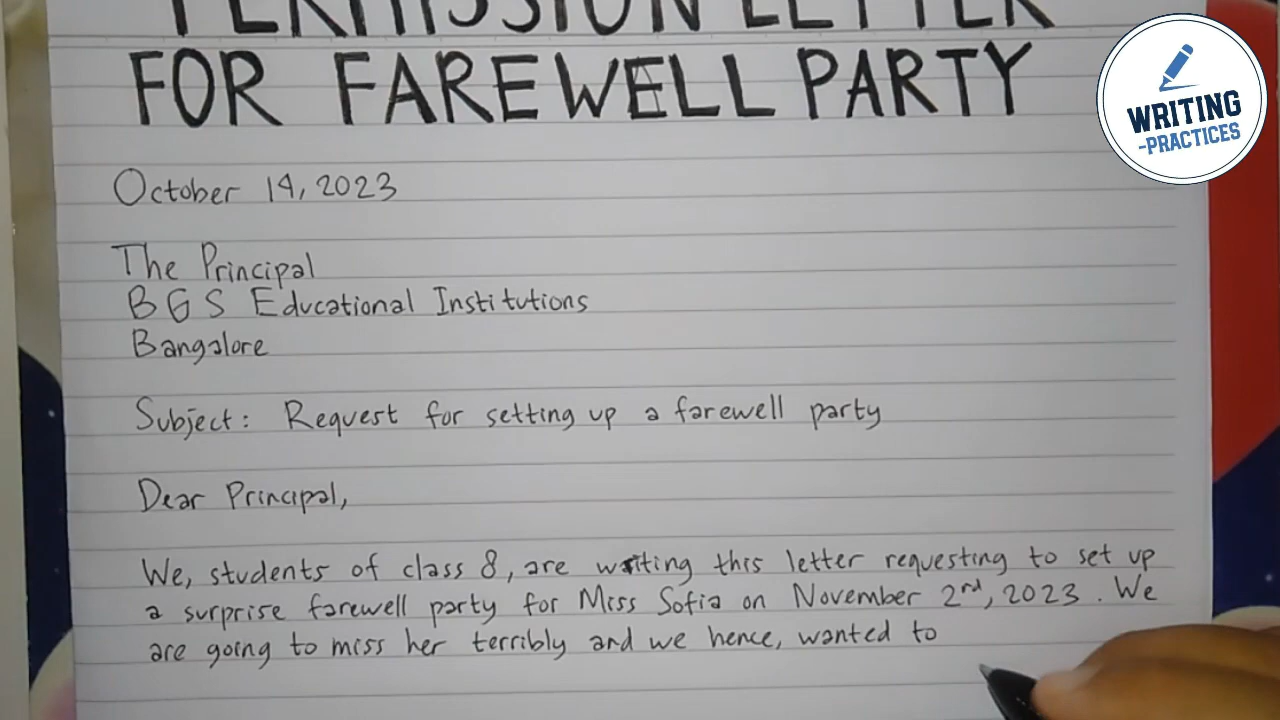 PERMISSION LETTER
FOR FAREWELL PARTY
WRITING
-PRACTICES
October 14, 2023
The Principal
BGS Educational Institutions
Bangalore
Subject: Request for setting up a farewell party
Dear Principal,
We, students of class 8, are writing this letter requesting to set up
a surprise farewell party for Miss Sofia on November 2nd, 2023. We
are going to miss her terribly and we hence, wanted to